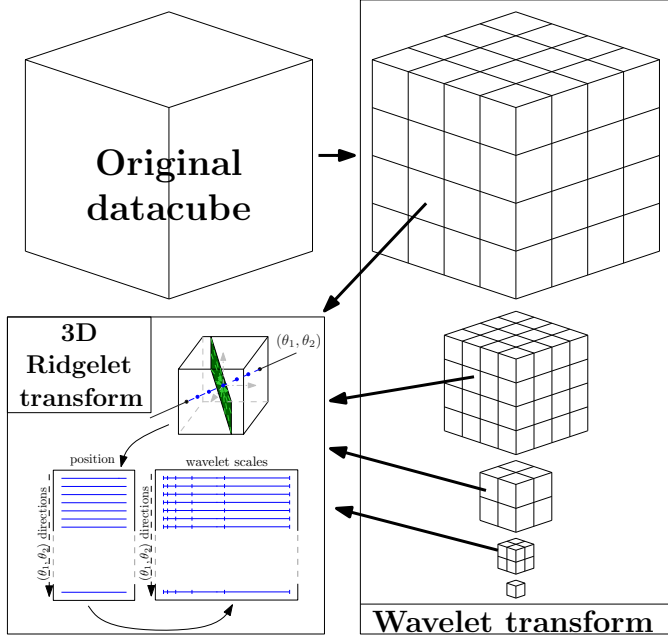 Original
datacube
3D
Ridgelet
transform
(θ₁, θ₂)
position
wavelet scales
(θ₁, θ₂) directions
(θ₁, θ₂) directions
Wavelet transform